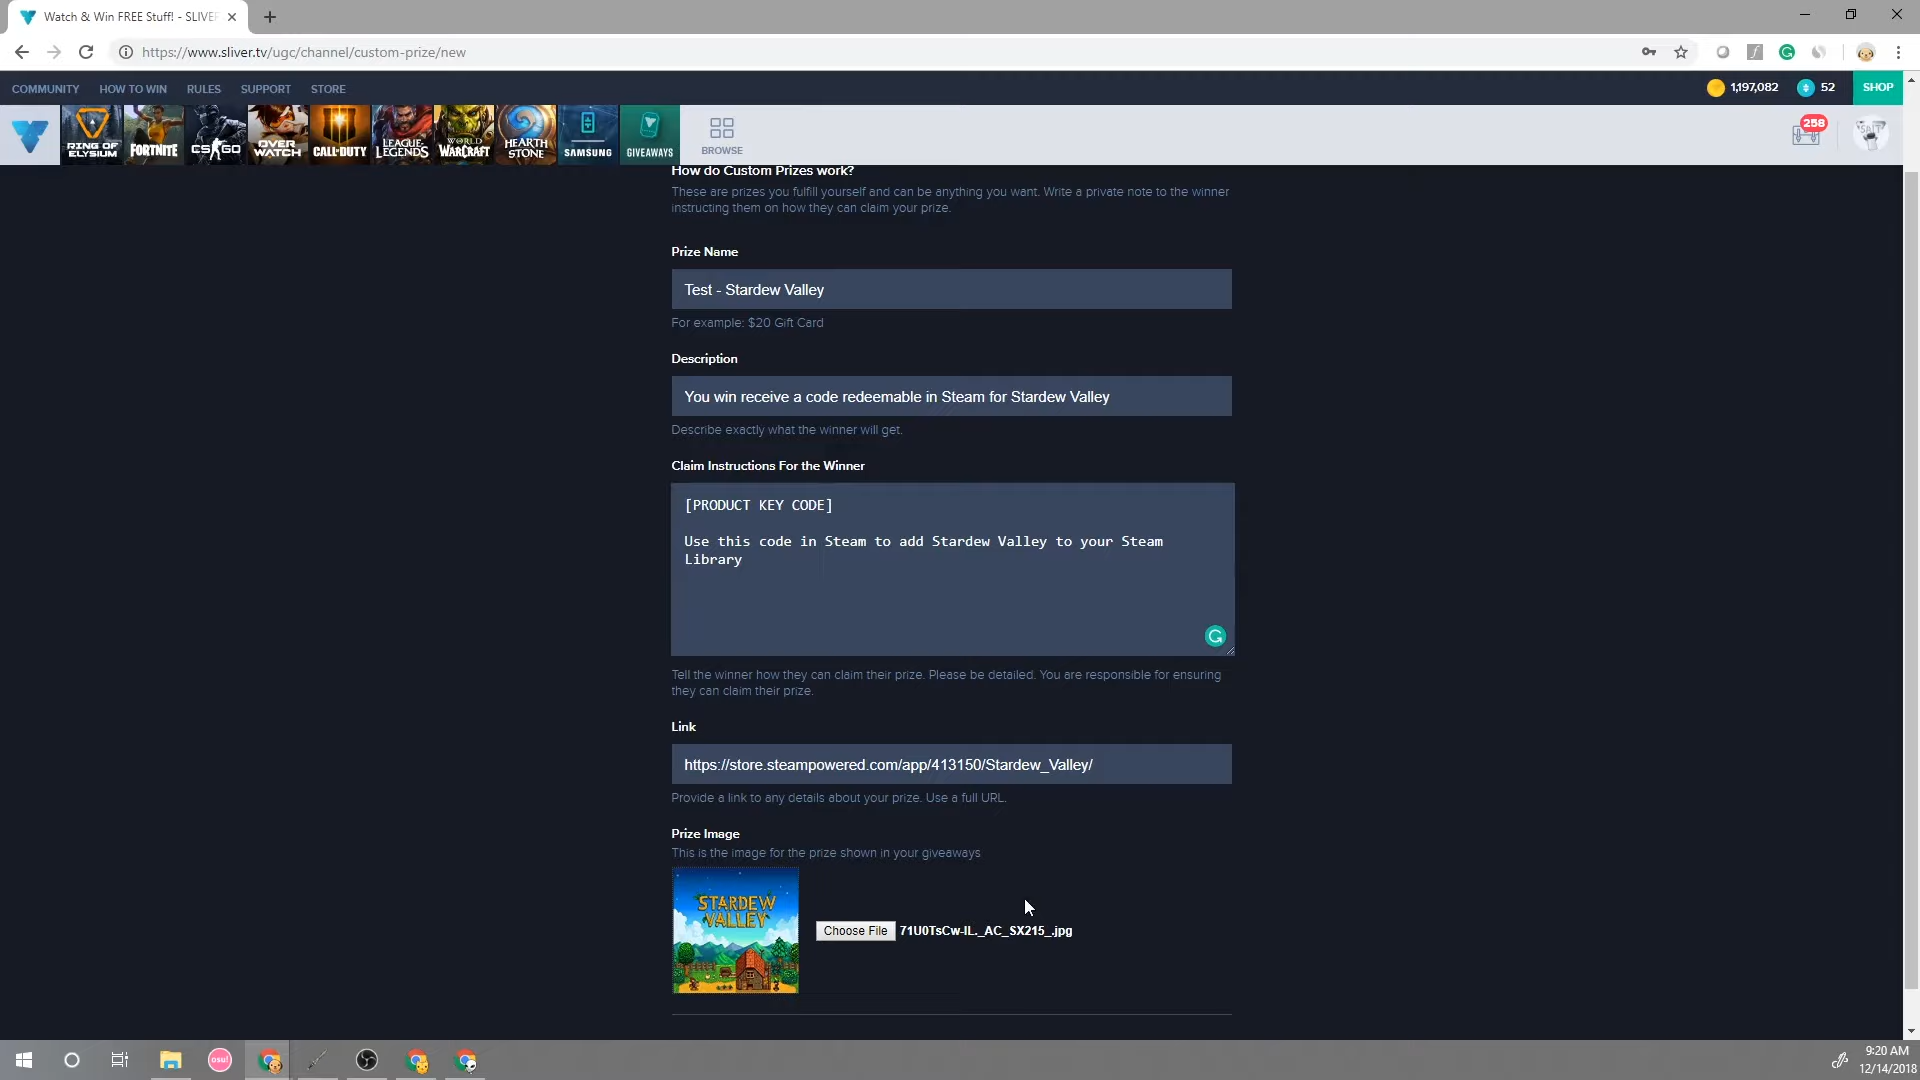 Watch & Win FREE Stuff! - SLIVER
https://www.sliver.tv/ugc/channel/custom-prize/new
COMMUNITY HOW TO WIN RULES SUPPORT STORE 1,197,082 52 SHOP
RING OF ELYSIUM
FORTNITE
CS:GO
OVERWATCH
CALL OF DUTY
LEAGUE LEGENDS
WORLD WARCRAFT
HEARTHSTONE
SAMSUNG
GIVEAWAYS
BROWSE
258
How do Custom Prizes work?
These are prizes you fulfill yourself and can be anything you want. Write a private note to the winner
instructing them on how they can claim your prize.
Prize Name
Test - Stardew Valley
For example: $20 Gift Card
Description
You win receive a code redeemable in Steam for Stardew Valley
Describe exactly what the winner will get.
Claim Instructions For the Winner
[PRODUCT KEY CODE]
Use this code in Steam to add Stardew Valley to your Steam
Library
Tell the winner how they can claim their prize. Please be detailed. You are responsible for ensuring
they can claim their prize.
Link
https://store.steampowered.com/app/413150/Stardew_Valley/
Provide a link to any details about your prize. Use a full URL.
Prize Image
This is the image for the prize shown in your giveaways
STARDEW
VALLEY
Choose File 71U0TsCw-IL._AC_SX215_.jpg
osu!
9:20 AM
12/14/2018